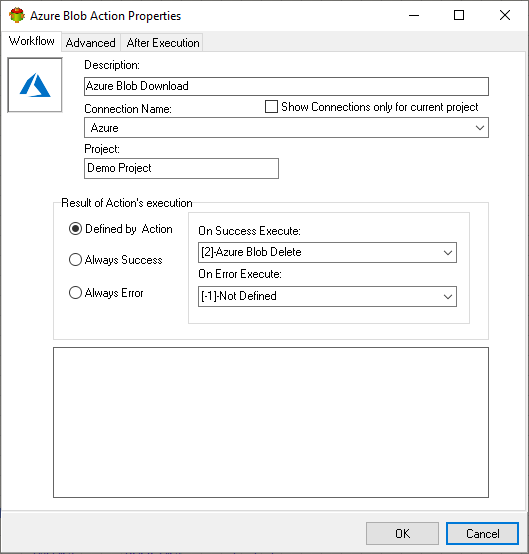 Azure Blob Action Properties
Workflow Advanced After Execution
Description:
Azure Blob Download
Connection Name:
Show Connections only for current project
Azure
Project:
Demo Project
Result of Action's execution
Defined by Action
Always Success
Always Error
On Success Execute:
[2]-Azure Blob Delete
On Error Execute:
[-1]-Not Defined
OK Cancel